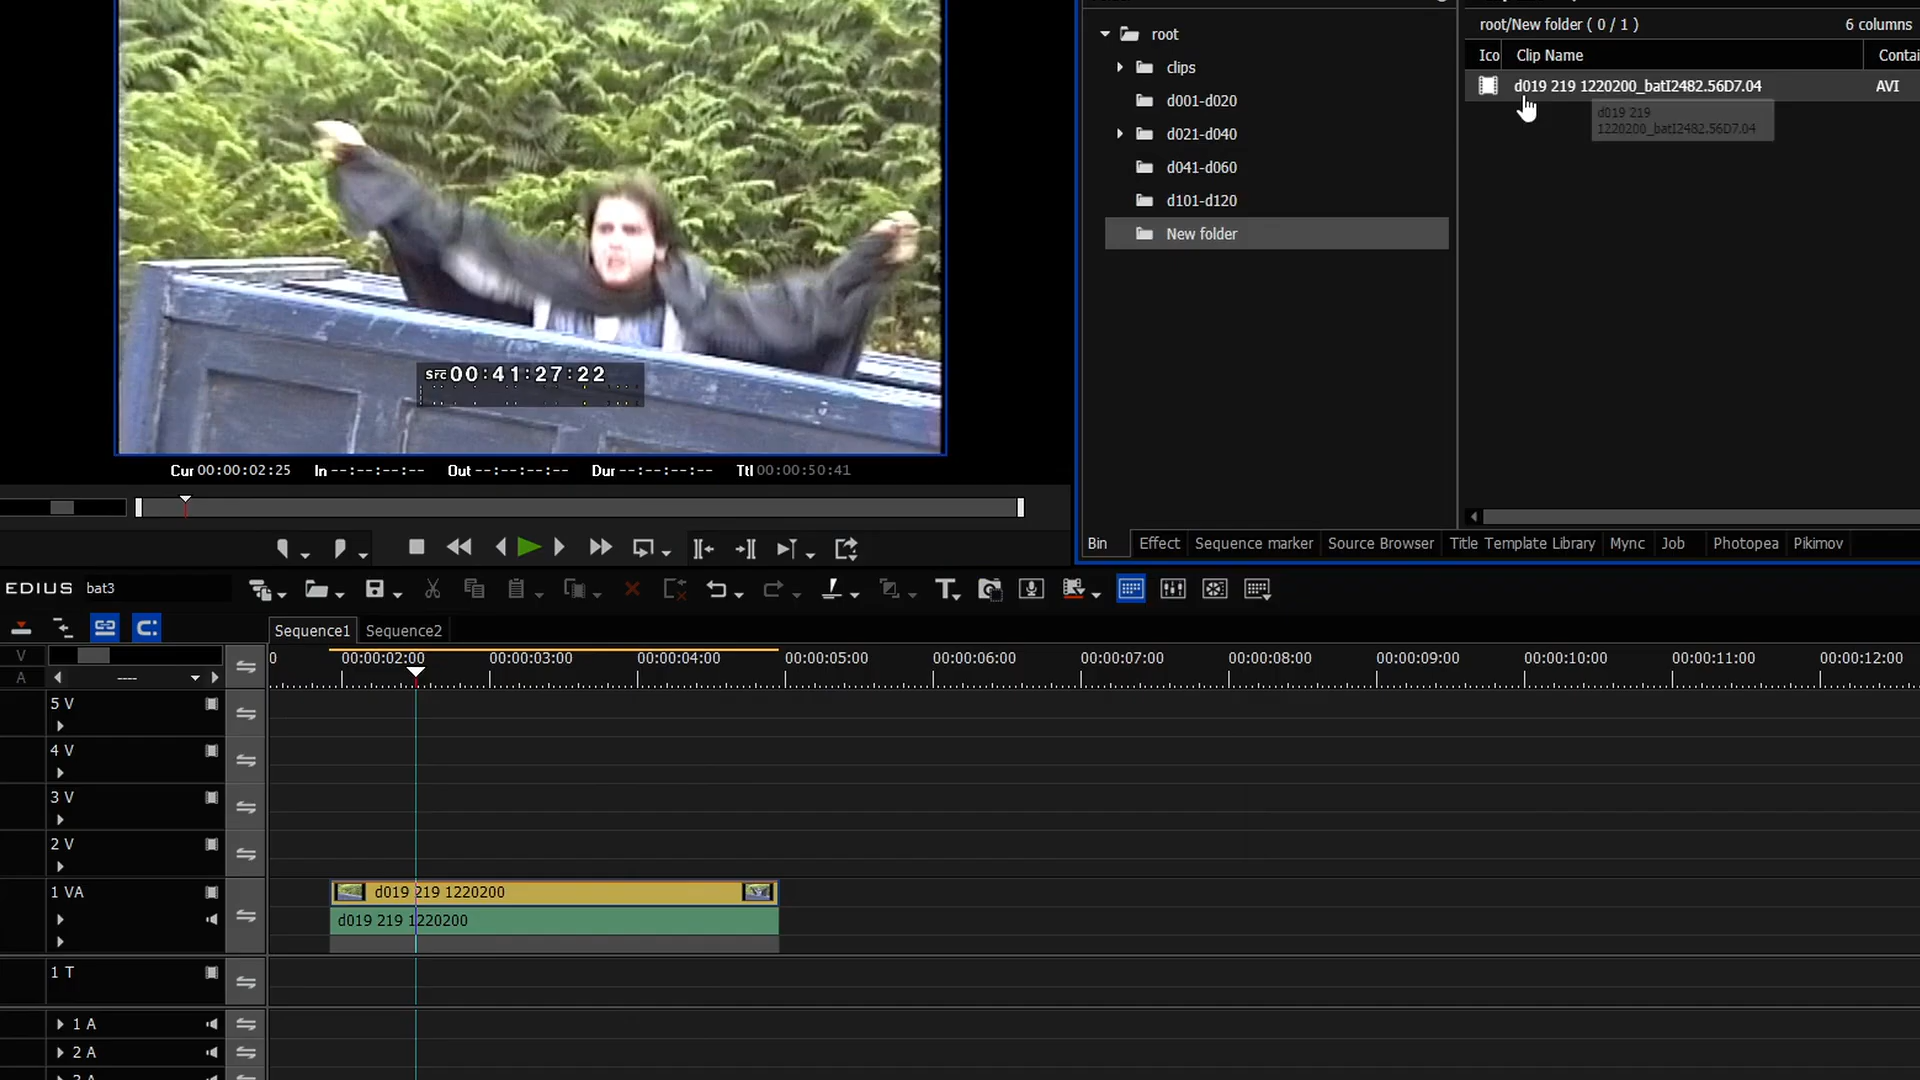 root/New folder ( 0 / 1 )
6 columns
root
clips
d001-d020
d021-d040
d041-d060
d101-d120
New folder
Ico
Clip Name
d019 219 1220200_batI2482.56D7.04
AVI
d019 219
1220200_batI2482.56D7.04
Src00:41:27:22
Cur 00:00:02:25 In --:--:--:-- Out --:--:--:-- Dur --:--:--:-- Ttl 00:00:50:41
Bin
Effect
Sequence marker
Source Browser
Title Template Library
Mync
Job
Photopea
Pikimov
EDIUS bat3
Sequence1
Sequence2
V
A
----
0
00:00:02:00
00:00:03:00
00:00:04:00
00:00:05:00
00:00:06:00
00:00:07:00
00:00:08:00
00:00:09:00
00:00:10:00
00:00:11:00
00:00:12:00
5 V
4 V
3 V
2 V
1 VA
d019 219 1220200
d019 219 1220200
1 T
1 A
2 A